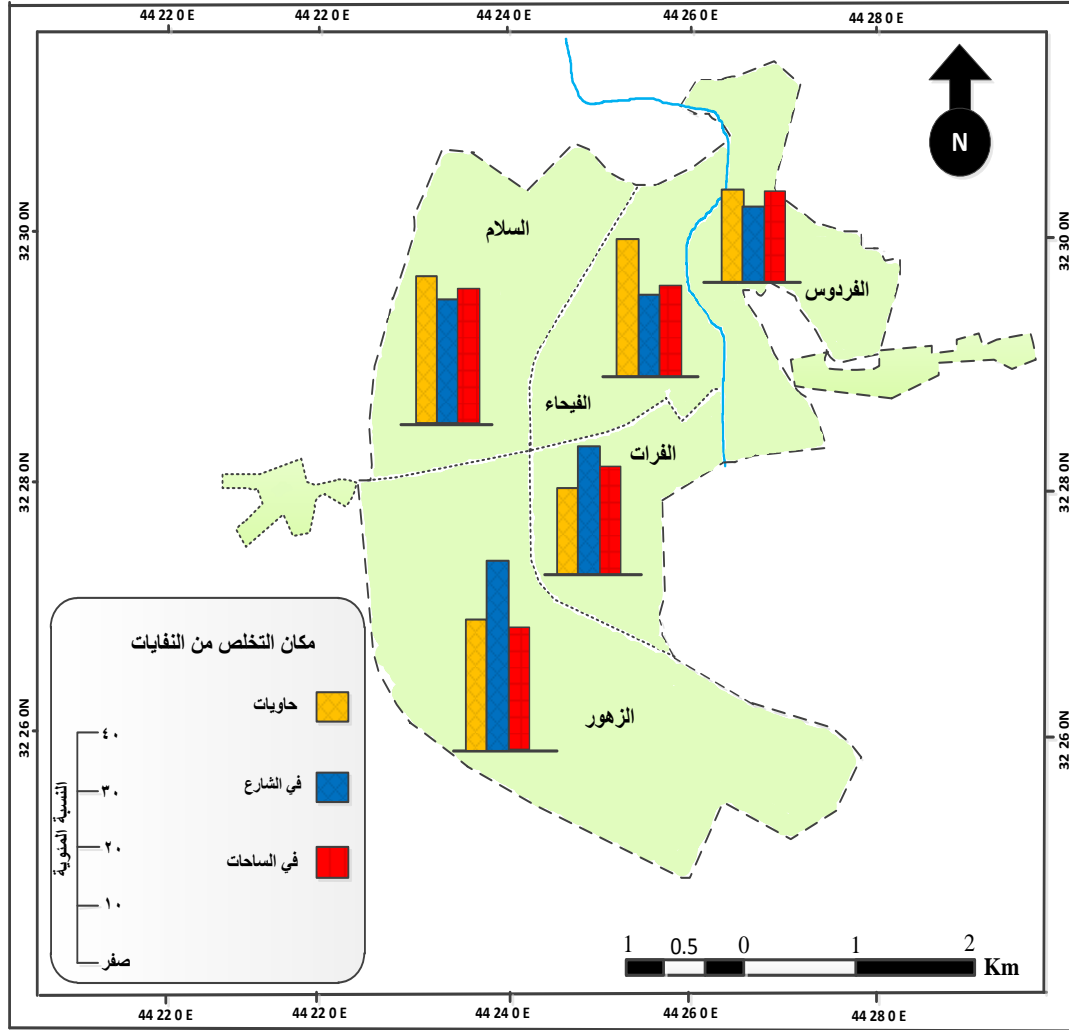 44 22 0 E
44 22 0 E
44 24 0 E
44 26 0 E
44 28 0 E
N
32 30 0N
32 30 0N
السلام
الفردوس
الفيحاء
الفرات
32 28 0N
32 28 0N
الزهور
32 26 0N
32 26 0N
مكان التخلص من النفايات
حاويات
في الشارع
في الساحات
النسبة المئوية
٤٠
٣٠
٢٠
١٠
صفر
1 0.5 0 1 2
Km
44 22 0 E
44 22 0 E
44 24 0 E
44 26 0 E
44 28 0 E